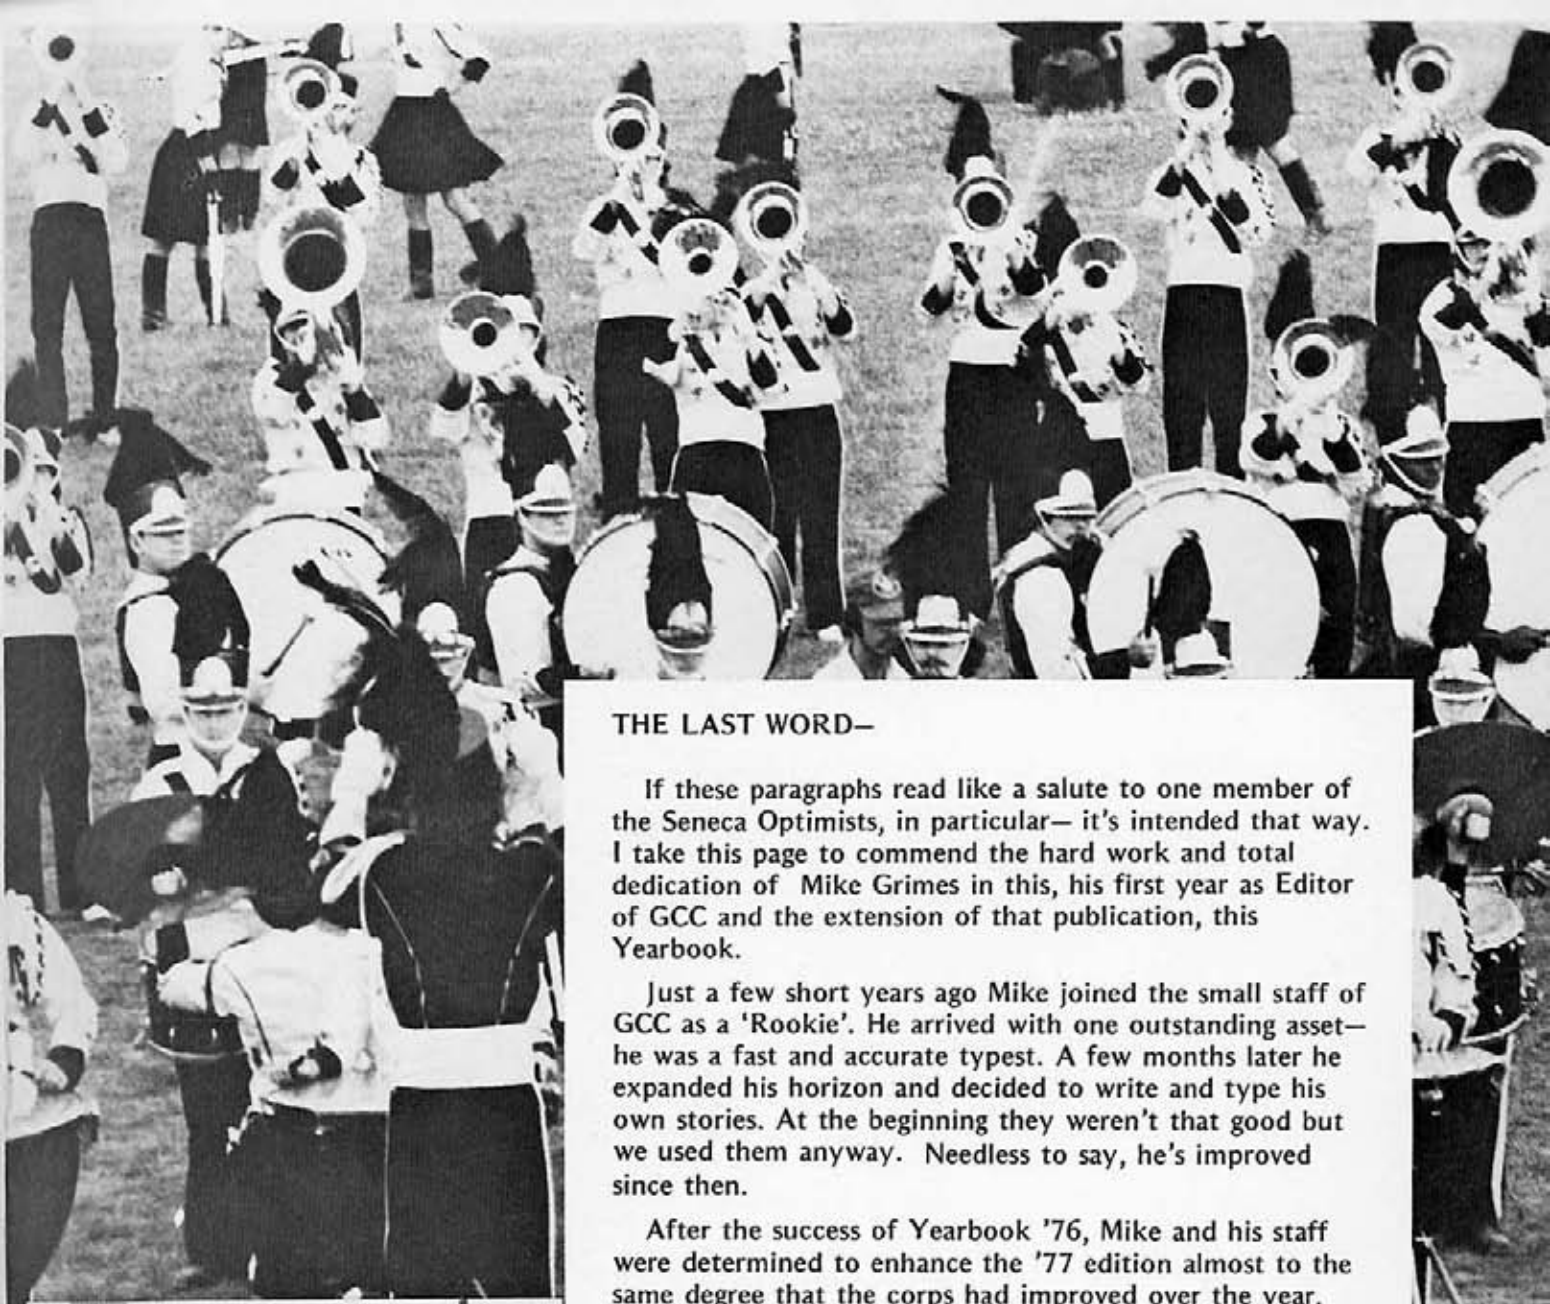 THE LAST WORD—
If these paragraphs read like a salute to one member of
the Seneca Optimists, in particular— it's intended that way.
I take this page to commend the hard work and total
dedication of Mike Grimes in this, his first year as Editor
of GCC and the extension of that publication, this
Yearbook.
Just a few short years ago Mike joined the small staff of
GCC as a 'Rookie'. He arrived with one outstanding asset—
he was a fast and accurate typest. A few months later he
expanded his horizon and decided to write and type his
own stories. At the beginning they weren't that good but
we used them anyway. Needless to say, he's improved
since then.
After the success of Yearbook '76, Mike and his staff
were determined to enhance the '77 edition almost to the
same degree that the corps had improved over the year.